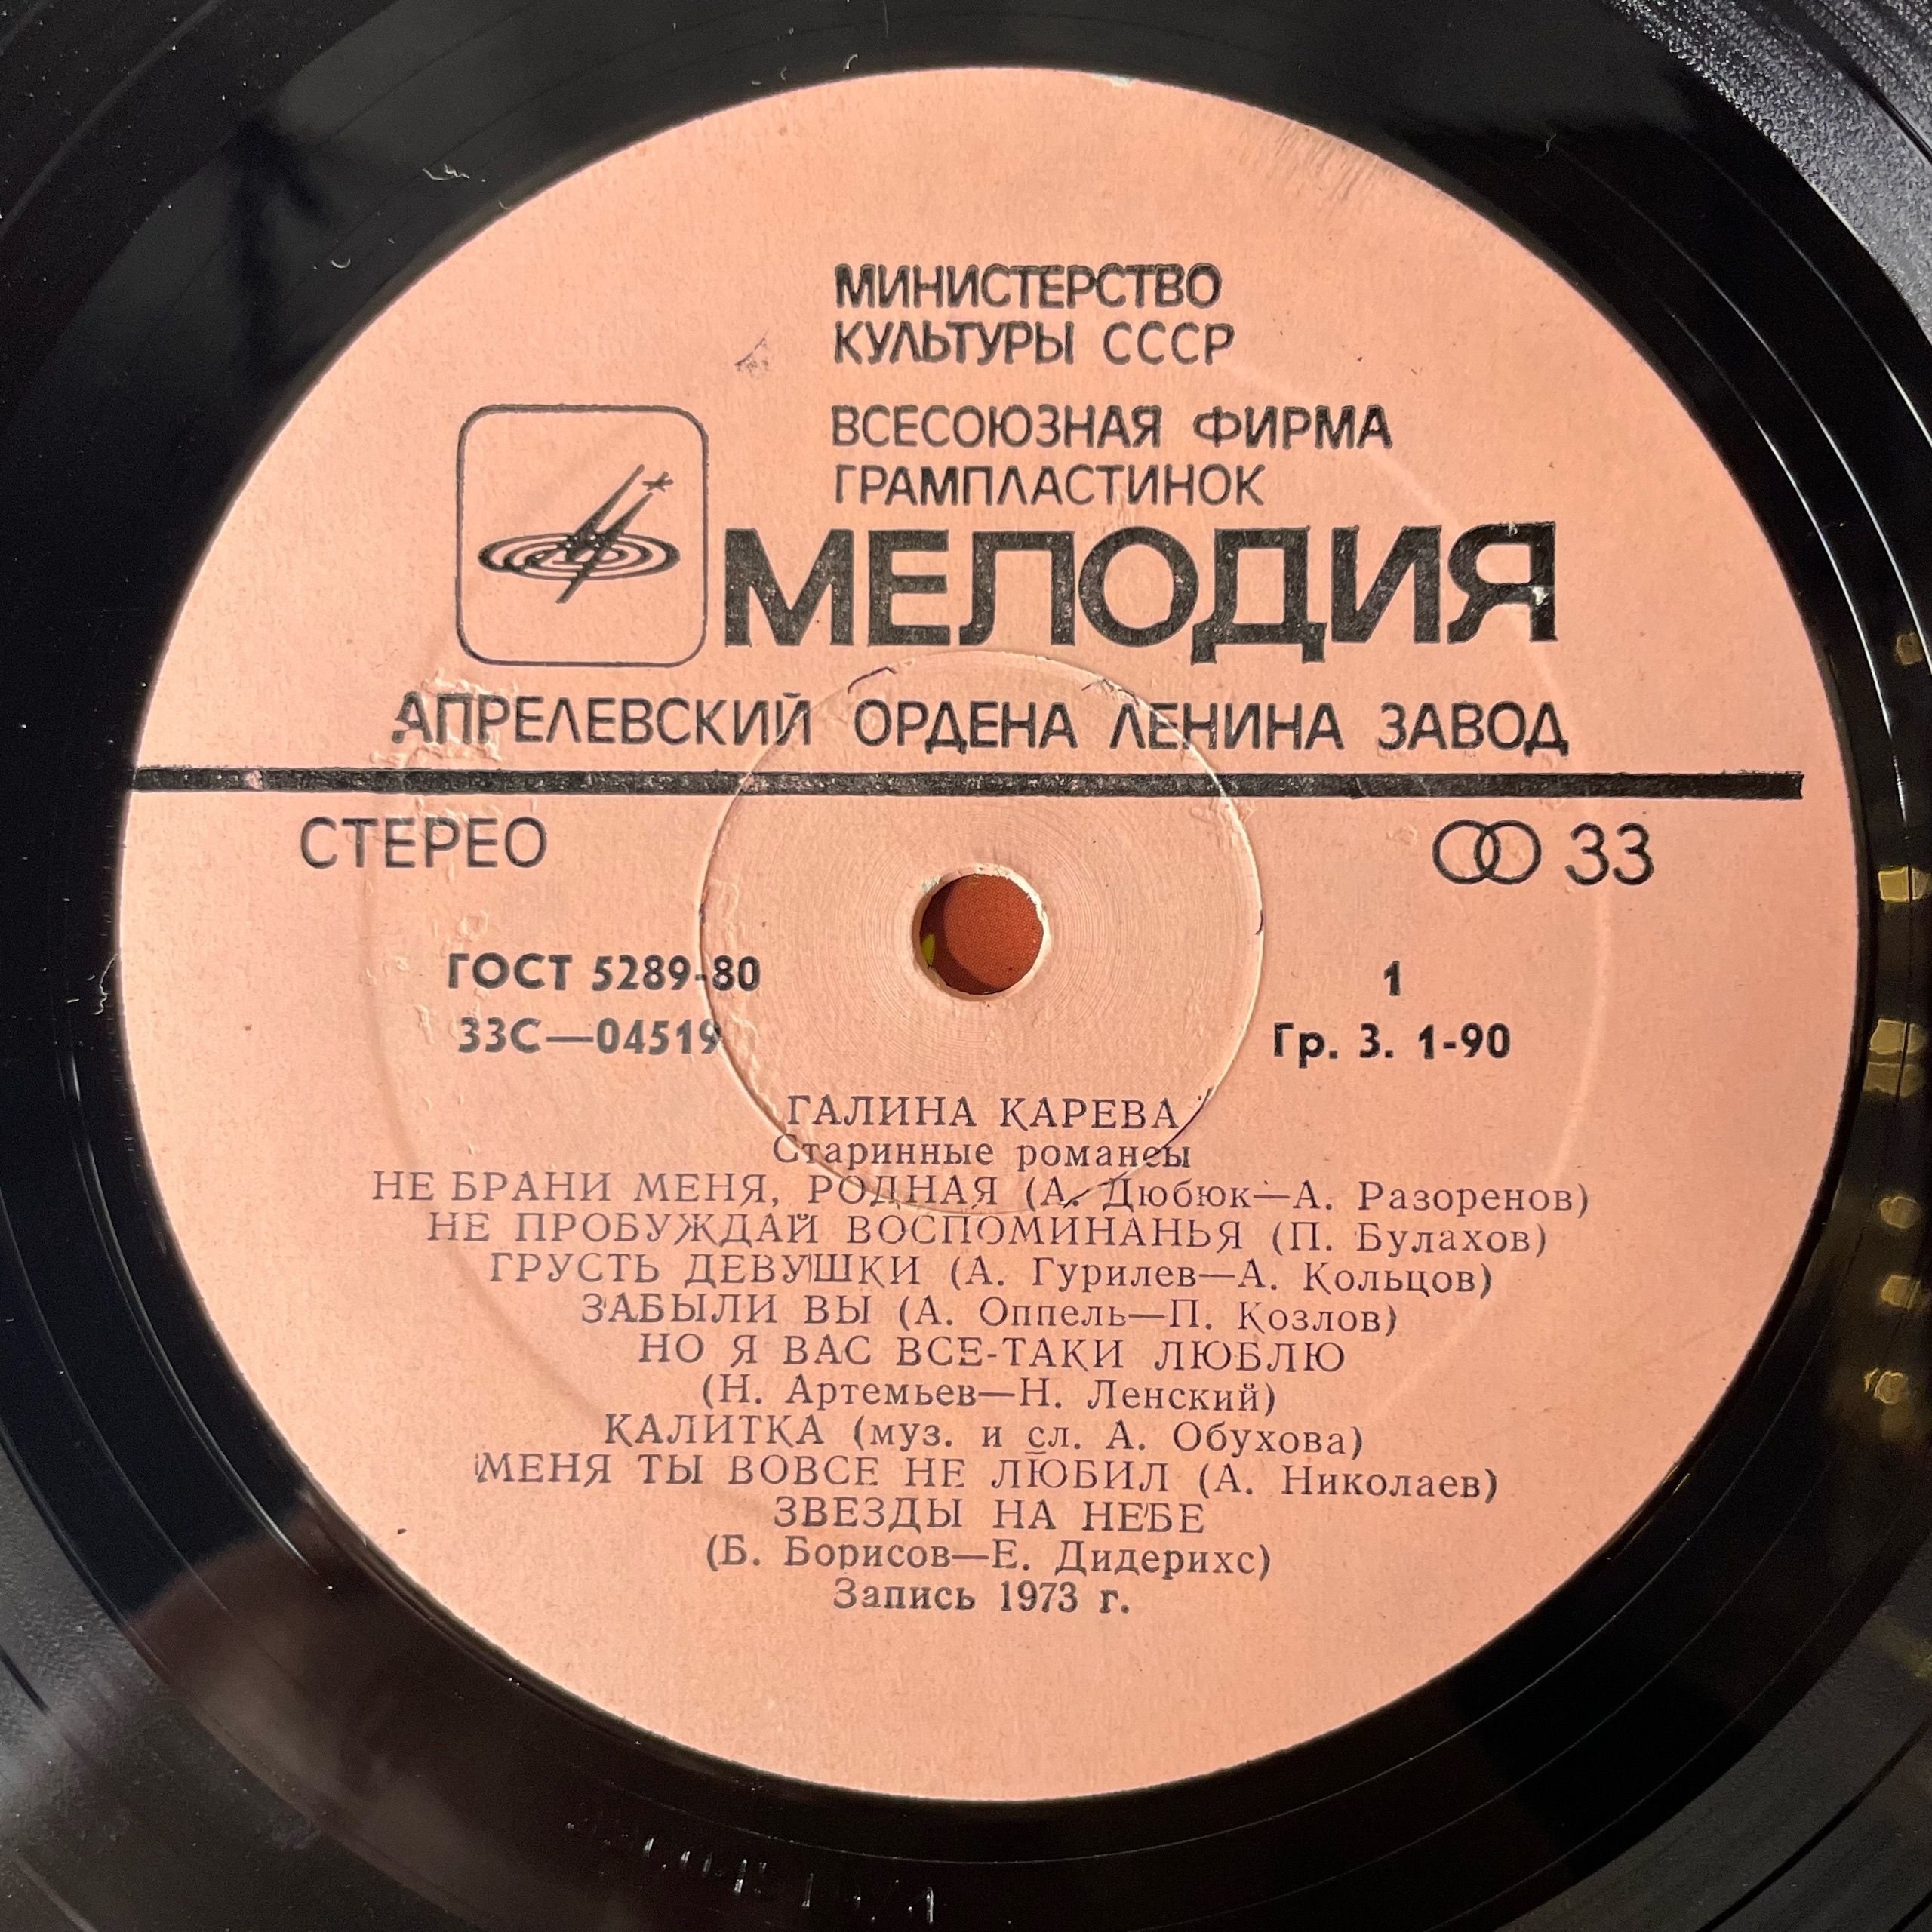 МИНИСТЕРСТВО
КУЛЬТУРЫ СССР
ВСЕСОЮЗНАЯ ФИРМА
ГРАМПЛАСТИНОК
МЕЛОДИЯ
АПРЕЛЕВСКИЙ ОРДЕНА ЛЕНИНА ЗАВОД
СТЕРЕО
33
ГОСТ 5289-80
33С—04519
1
Гр. 3. 1-90
ГАЛИНА КАРЕВА
Старинные романсы
НЕ БРАНИ МЕНЯ, РОДНАЯ (А. Дюбюк—А. Разоренов)
НЕ ПРОБУЖДАЙ ВОСПОМИНАНЬЯ (П. Булахов)
ГРУСТЬ ДЕВУШКИ (А. Гурилев—А. Кольцов)
ЗАБЫЛИ ВЫ (А. Оппель—П. Козлов)
НО Я ВАС ВСЕ-ТАКИ ЛЮБЛЮ
(Н. Артемьев—Н. Ленский)
КАЛИТКА (муз. и сл. А. Обухова)
МЕНЯ ТЫ ВОВСЕ НЕ ЛЮБИЛ (А. Николаев)
ЗВЕЗДЫ НА НЕБЕ
(Б. Борисов—Е. Дидерихс)
Запись 1973 г.